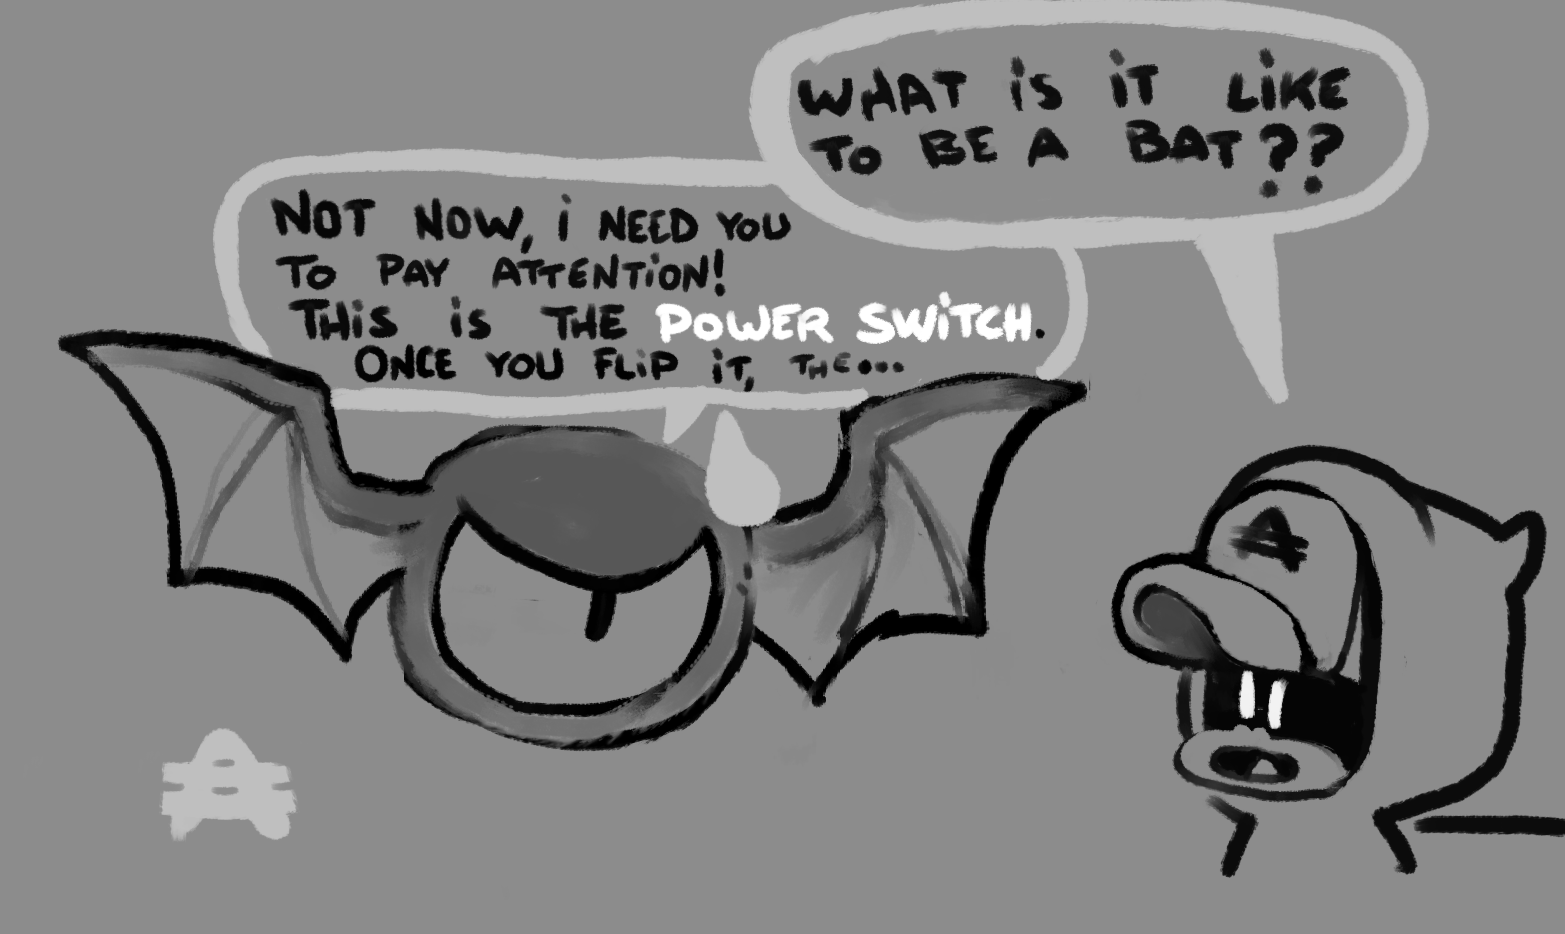 WHAT iS iT LiKE
TO BE A BAT??
NOT NOW, i NEED YOU
TO PAY ATTENTiON!
THiS iS THE POWER SWiTCH.
ONCE YOU FLiP iT, THE...